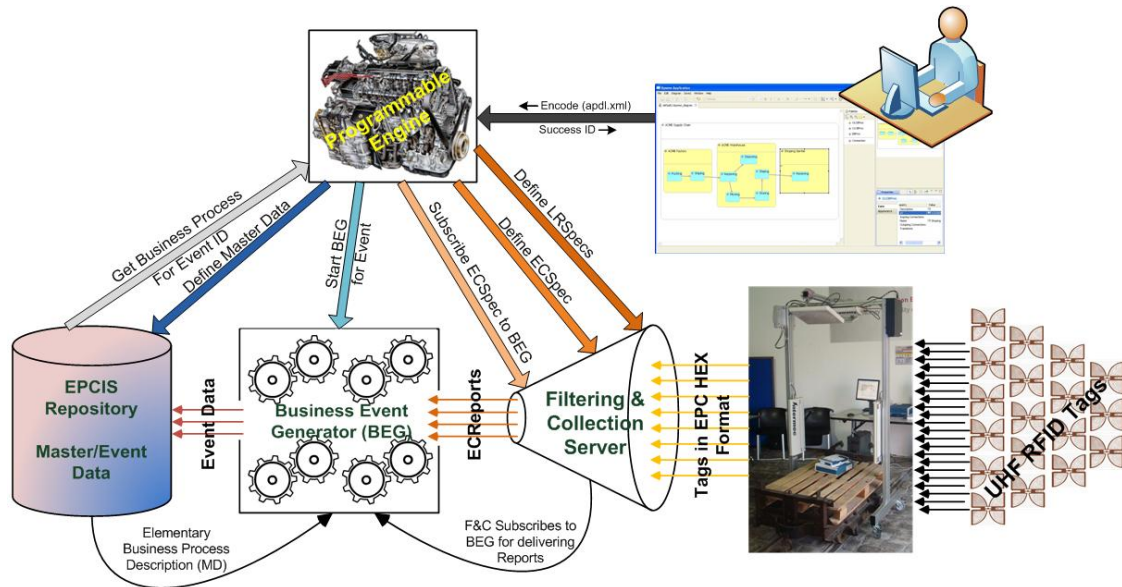 Programmable
Engine
Encode (apdl.xml)
Success ID
Get Business Process
For Event ID
Define Master Data
Start BEG
for Event
Subscribe ECSpec to BEG
Define ECSpec
Define LRSpecs
EPCIS
Repository
Master/Event
Data
Event Data
Business Event
Generator (BEG)
ECReports
Filtering &
Collection
Server
Tags in EPC HEX
Format
UHF RFID Tags
Elementary
Business Process
Description (MD)
F&C Subscribes to
BEG for delivering
Reports